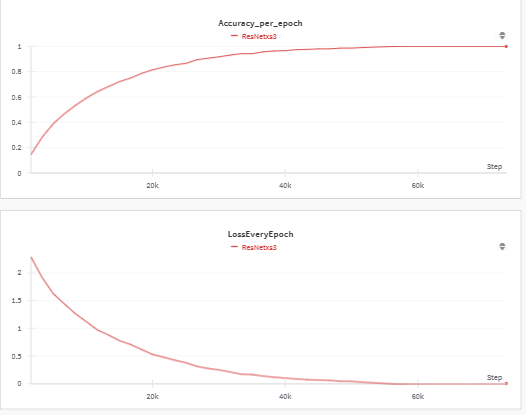 Accuracy_per_epoch
ResNetxs3
1
0.8
0.6
0.4
0.2
0
Step
20k 40k 60k
LossEveryEpoch
ResNetxs3
2
1.5
1
0.5
0
Step
20k 40k 60k